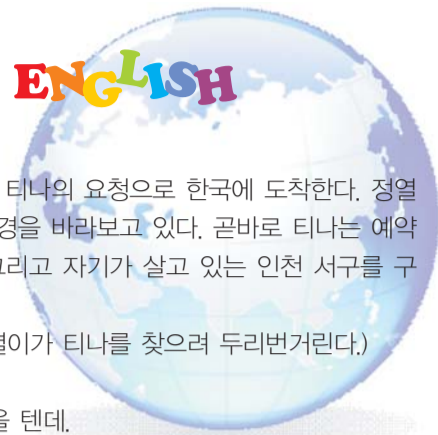 ENGLISH
티나의 요청으로 한국에 도착한다. 정열
경을 바라보고 있다. 곧바로 티나는 예약
그리고 자기가 살고 있는 인천 서구를 구
열이가 티나를 찾으려 두리번거린다.)
을 텐데.